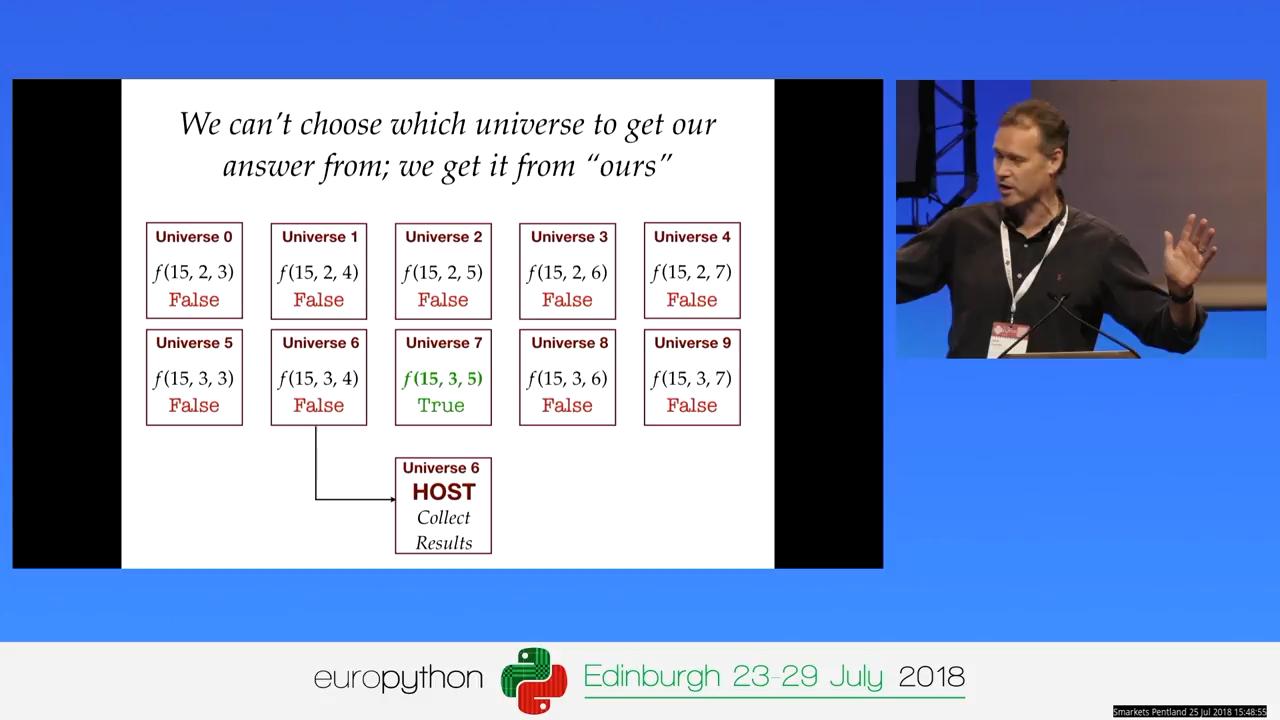 We can't choose which universe to get our
answer from; we get it from “ours”
Universe 0
f(15, 2, 3)
False
Universe 1
f(15, 2, 4)
False
Universe 2
f(15, 2, 5)
False
Universe 3
f(15, 2, 6)
False
Universe 4
f(15, 2, 7)
False
Universe 5
f(15, 3, 3)
False
Universe 6
f(15, 3, 4)
False
Universe 7
f(15, 3, 5)
True
Universe 8
f(15, 3, 6)
False
Universe 9
f(15, 3, 7)
False
Universe 6
HOST
Collect
Results
europython Edinburgh 23-29 July 2018
Smarkets Pentland 25 Jul 2018 15:48:55